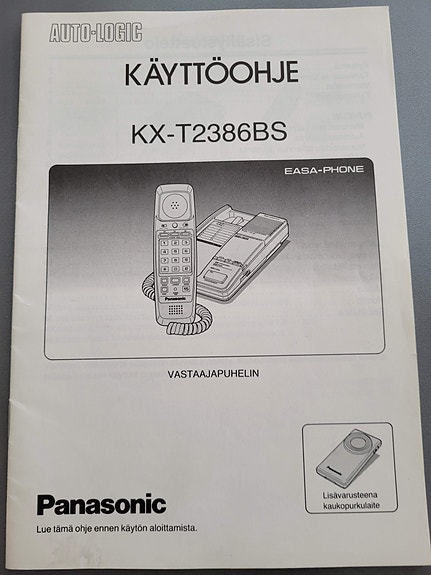 AUTO-LOGIC
KÄYTTÖOHJE
KX-T2386BS
EASA-PHONE
Panasonic
VASTAAJAPUHELIN
Lisävarusteena
kaukopurkulaite
Panasonic
Lue tämä ohje ennen käytön aloittamista.